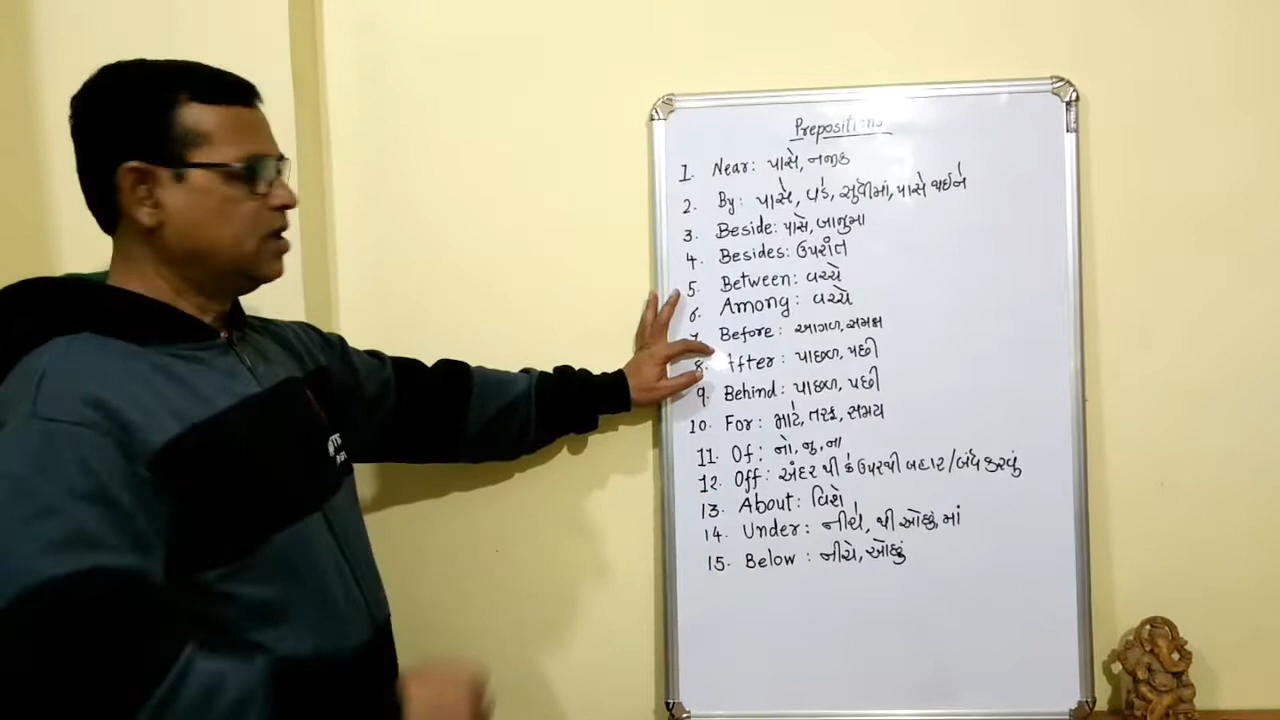 Prepositions
1. Near: પાસે, નજીક
2. By: પાસે, વડે, સુધીમાં, પાસે થઈને
3. Beside: પાસે, બાજુમા
4. Besides: ઉપરાંત
5. Between: વચ્ચે
6. Among: વચ્ચે
7. Before: આગળ, સમક્ષ
8. After: પાછળ, પછી
9. Behind: પાછળ, પછી
10. For: માટે, તરફ, સમય
11. Of: નો, નુ, ના
12. Off: અંદર થી કે ઉપરથી બહાર/બંધ કરવું
13. About: વિશે
14. Under: નીચે, થી ઓછું, માં
15. Below: નીચે, ઓછું